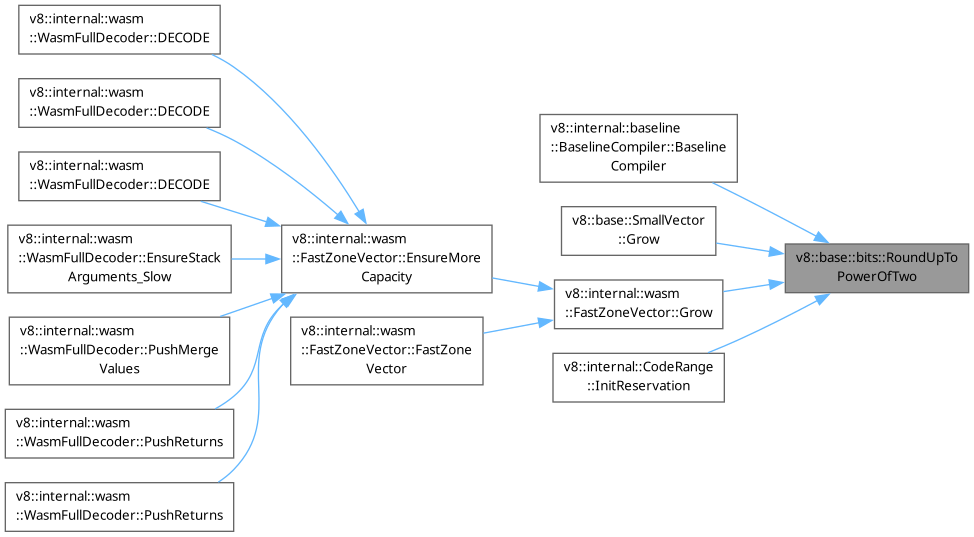 v8::internal::wasm
::WasmFullDecoder::DECODE
v8::internal::wasm
::WasmFullDecoder::DECODE
v8::internal::wasm
::WasmFullDecoder::DECODE
v8::internal::wasm
::WasmFullDecoder::EnsureStack
Arguments_Slow
v8::internal::wasm
::WasmFullDecoder::PushMerge
Values
v8::internal::wasm
::WasmFullDecoder::PushReturns
v8::internal::wasm
::WasmFullDecoder::PushReturns
v8::internal::wasm
::FastZoneVector::EnsureMore
Capacity
v8::internal::wasm
::FastZoneVector::FastZone
Vector
v8::internal::baseline
::BaselineCompiler::Baseline
Compiler
v8::base::SmallVector
::Grow
v8::internal::wasm
::FastZoneVector::Grow
v8::internal::CodeRange
::InitReservation
v8::base::bits::RoundUpTo
PowerOfTwo